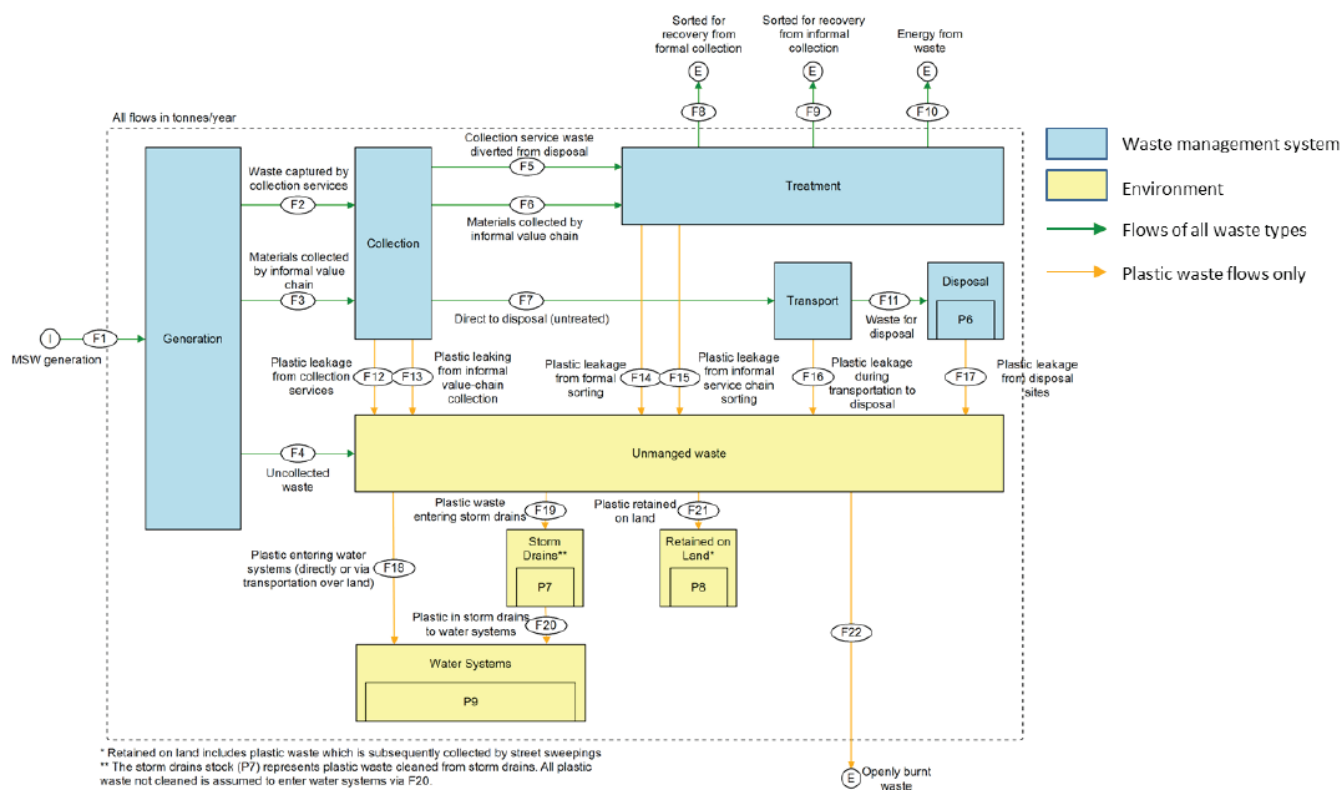 Sorted for
recovery from
formal collection
Sorted for recovery
from informal
collection
Energy from
waste
E
E
E
F8
F9
F10
All flows in tonnes/year
Collection service waste
diverted from disposal
F5
Waste captured by
collection services
F2
Treatment
F6
Materials collected by
informal value chain
Collection
Materials collected
by informal value
chain
F3
F7
Direct to disposal (untreated)
Transport
F11
Waste for
disposal
Disposal
P6
I
F1
MSW generation
Generation
Plastic leakage
from collection
services
F12
F13
Plastic leaking
from informal
value-chain
collection
Plastic leakage
from formal
sorting
F14
F15
Plastic leakage
from informal
service chain
sorting
F16
Plastic leakage
during
transportation to
disposal
F17
Plastic leakage
from disposal
sites
F4
Uncollected
waste
Unmanged waste
Plastic waste
entering storm drains
F19
Plastic retained
on land
F21
Storm
Drains**
P7
Retained on
Land*
P8
Plastic entering water
systems (directly or via
transportation over land)
F18
Plastic in storm drains
to water systems
F20
F22
Water Systems
P9
* Retained on land includes plastic waste which is subsequently collected by street sweepings
** The storm drains stock (P7) represents plastic waste cleaned from storm drains. All plastic
waste not cleaned is assumed to enter water systems via F20.
E
Openly burnt
waste
Waste management system
Environment
Flows of all waste types
Plastic waste flows only